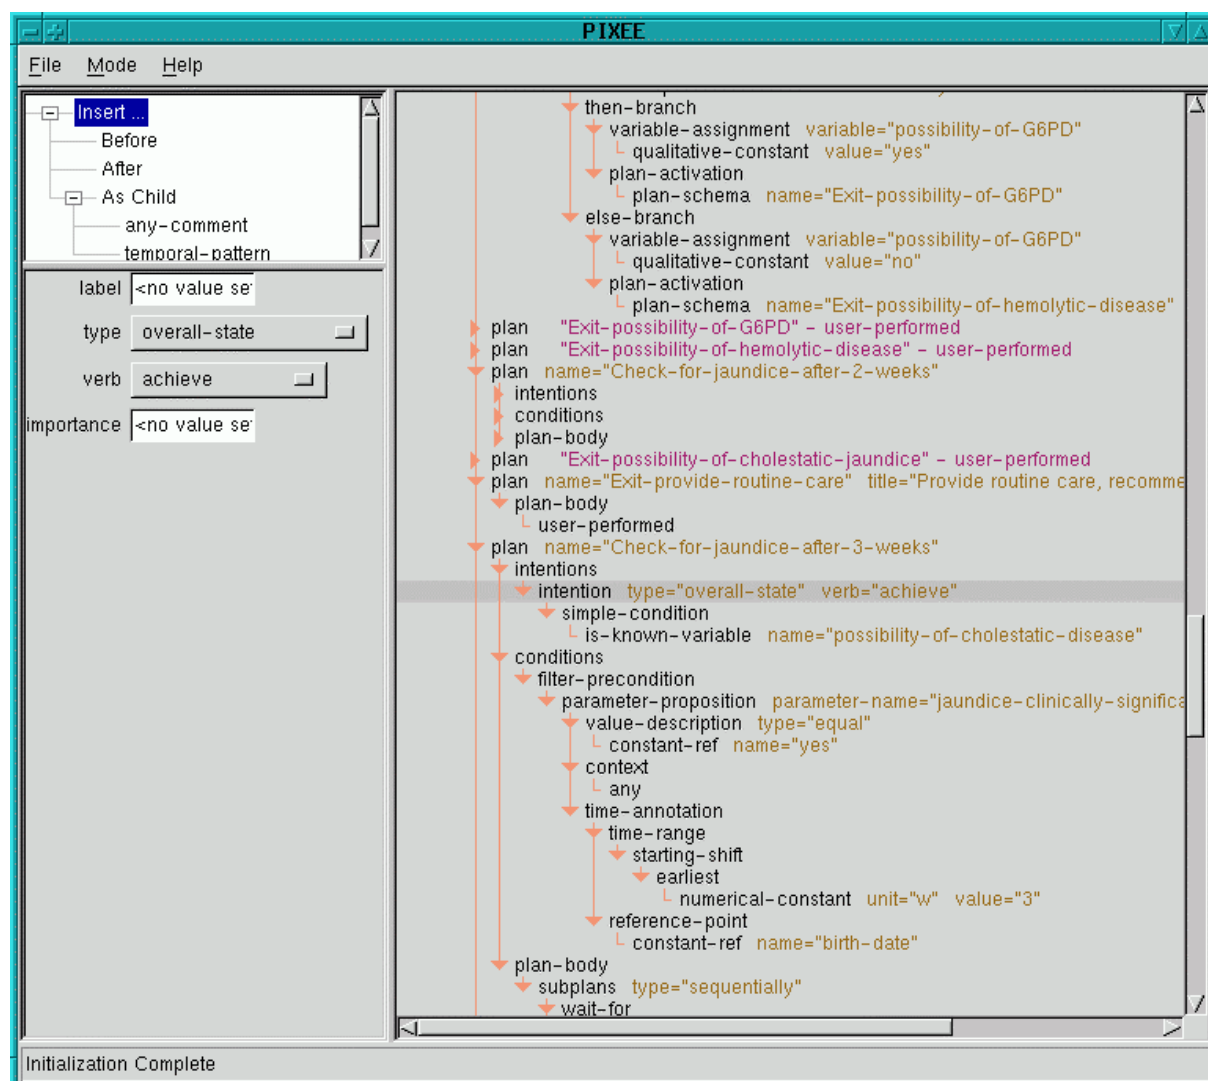 PIXEE
File Mode Help
Insert ...
Before
After
As Child
any-comment
temporal-pattern
label <no value se
type overall-state
verb achieve
importance <no value se
then-branch
variable-assignment variable="possibility-of-G6PD"
qualitative-constant value="yes"
plan-activation
plan-schema name="Exit-possibility-of-G6PD"
else-branch
variable-assignment variable="possibility-of-G6PD"
qualitative-constant value="no"
plan-activation
plan-schema name="Exit-possibility-of-hemolytic-disease"
plan "Exit-possibility-of-G6PD" - user-performed
plan "Exit-possibility-of-hemolytic-disease" - user-performed
plan name="Check-for-jaundice-after-2-weeks"
intentions
conditions
plan-body
plan "Exit-possibility-of-cholestatic-jaundice" - user-performed
plan name="Exit-provide-routine-care" title="Provide routine care, recomme
plan-body
user-performed
plan name="Check-for-jaundice-after-3-weeks"
intentions
intention type="overall-state" verb="achieve"
simple-condition
is-known-variable name="possibility-of-cholestatic-disease"
conditions
filter-precondition
parameter-proposition parameter-name="jaundice-clinically-significa
value-description type="equal"
constant-ref name="yes"
context
any
time-annotation
time-range
starting-shift
earliest
numerical-constant unit="w" value="3"
reference-point
constant-ref name="birth-date"
plan-body
subplans type="sequentially"
wait-for
Initialization Complete